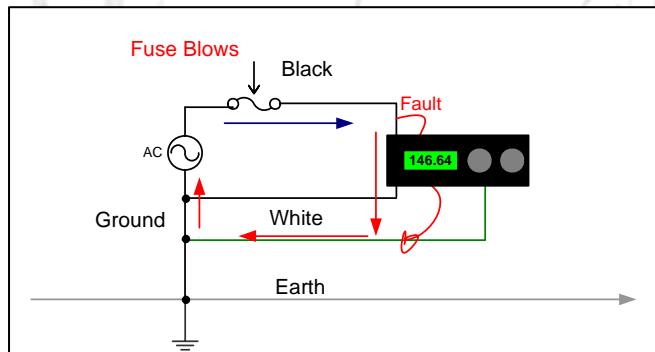 Fuse Blows
Black
Fault
AC
146.64
Ground
White
Earth